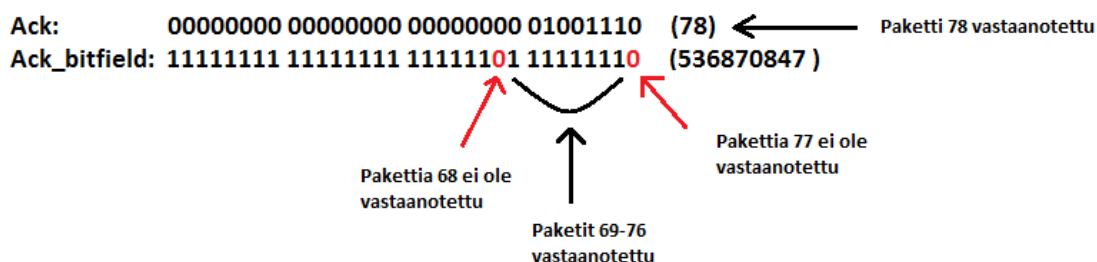 Ack: 00000000 00000000 00000000 01001110 (78) Paketti 78 vastaanotettu
Ack_bitfield: 11111111 11111111 11111101 11111110 (536870847 )
Pakettia 77 ei ole
vastaanotettu
Pakettia 68 ei ole
vastaanotettu
Paketit 69-76
vastaanotettu